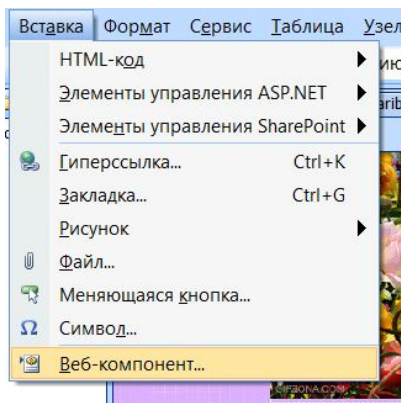 Вставка Формат Сервис Таблица Узел
HTML-код
Элементы управления ASP.NET
Элементы управления SharePoint
Гиперссылка... Ctrl+K
Закладка... Ctrl+G
Рисунок
Файл...
Меняющаяся кнопка...
Символ...
Веб-компонент...